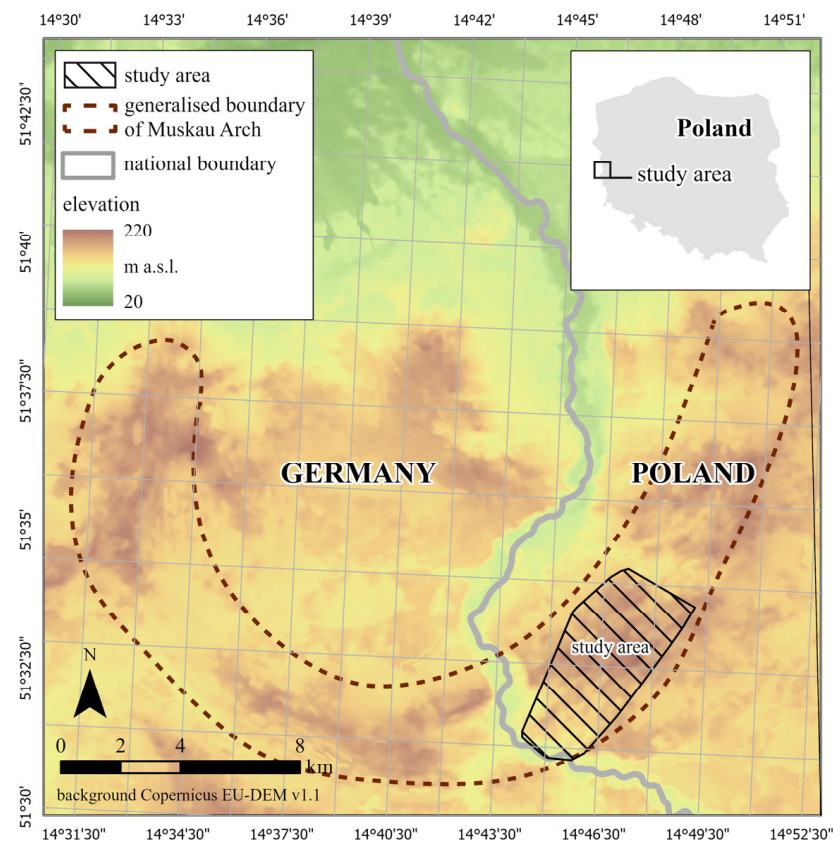 14°30' 14°33' 14°36' 14°39' 14°42' 14°45' 14°48' 14°51'
51°42'30"
51°40'
51°37'30"
51°35'
51°32'30"
51°30'
study area
generalised boundary
of Muskau Arch
national boundary
elevation
220
m a.s.l.
20
Poland
study area
GERMANY
POLAND
study area
N
0 2 4 8
km
background Copernicus EU-DEM v1.1
14°31'30" 14°34'30" 14°37'30" 14°40'30" 14°43'30" 14°46'30" 14°49'30" 14°52'30"